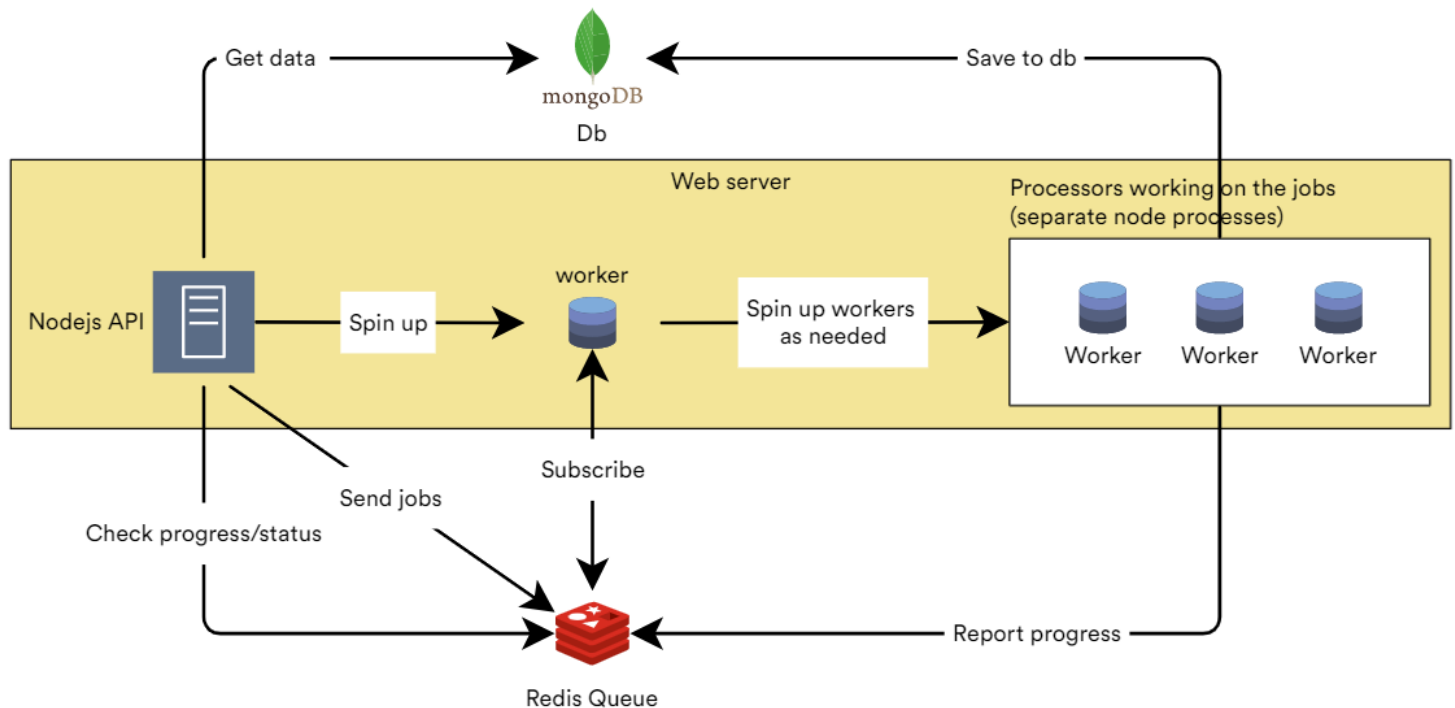 Get data
mongoDB
Db
Save to db
Web server
Processors working on the jobs
(separate node processes)
Nodejs API
Spin up
worker
Spin up workers
as needed
Worker
Worker
Worker
Subscribe
Send jobs
Check progress/status
Report progress
Redis Queue